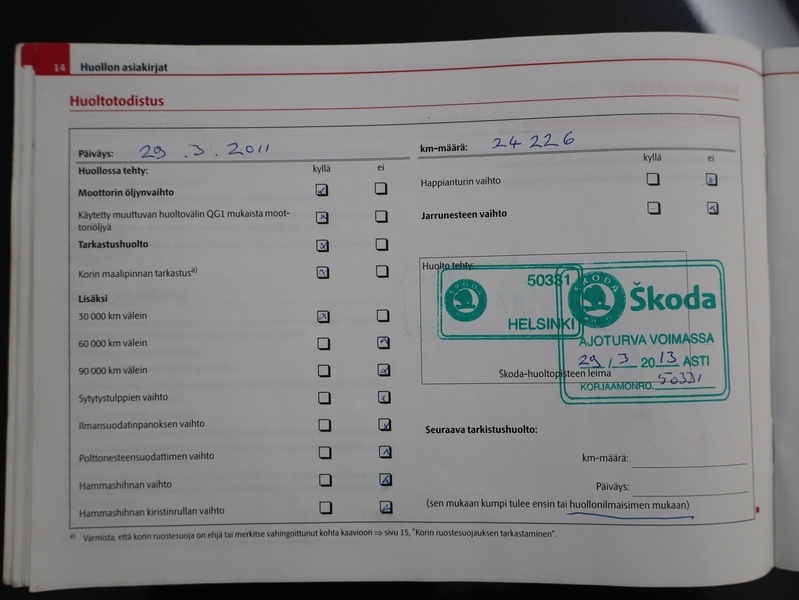 14 Huollon asiakirjat
Huoltotodistus
Päiväys: 29.3.2011
km-määrä: 24 226
Huollossa tehty: kyllä ei
Moottorin öljynvaihto
Käytetty muuttuvan huoltovälin QG1 mukaista moot-
toriöljyä
Tarkastushuolto
Korin maalipinnan tarkastus a)
Lisäksi
30 000 km välein
60 000 km välein
90 000 km välein
Sytytystulppien vaihto
Ilmansuodatinpanoksen vaihto
Polttonesteensuodattimen vaihto
Hammashihnan vaihto
Hammashihnan kiristinrullan vaihto
kyllä ei
Happianturin vaihto
Jarrunesteen vaihto
Huolto tehty:
50331
HELSINKI
SKODA
Škoda
AJOTURVA VOIMASSA
29 / 3 2013 ASTI
KORJAAMONRO. 50331
Škoda-huoltopisteen leima
Seuraava tarkistushuolto:
km-määrä:
Päiväys:
(sen mukaan kumpi tulee ensin tai huollonilmaisimen mukaan)
a) Varmista, että korin ruostesuoja on ehjä tai merkitse vahingoittunut kohta kaavioon ⇒ sivu 15, "Korin ruostesuojauksen tarkastaminen".